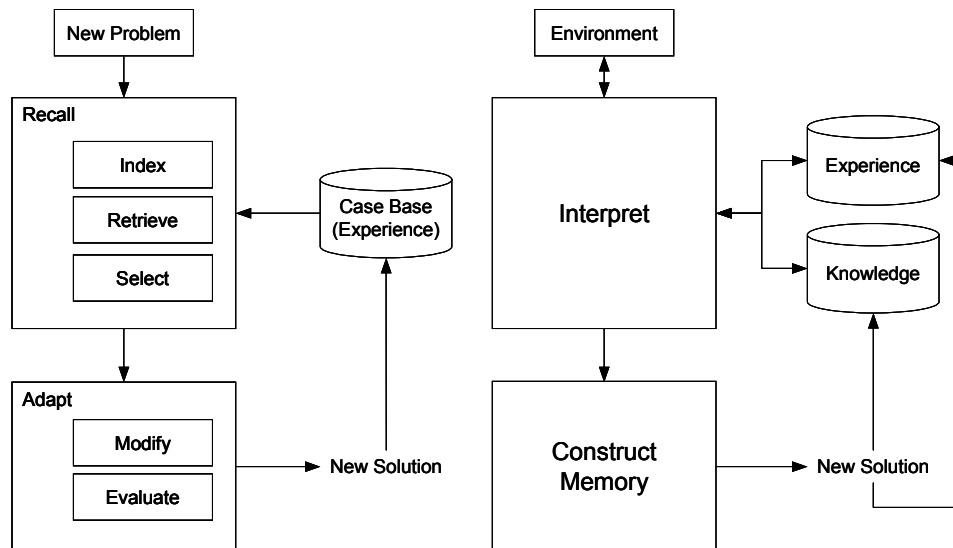 New Problem
Recall
Index
Retrieve
Select
Case Base
(Experience)
Adapt
Modify
Evaluate
New Solution
Environment
Interpret
Experience
Knowledge
Construct
Memory
New Solution